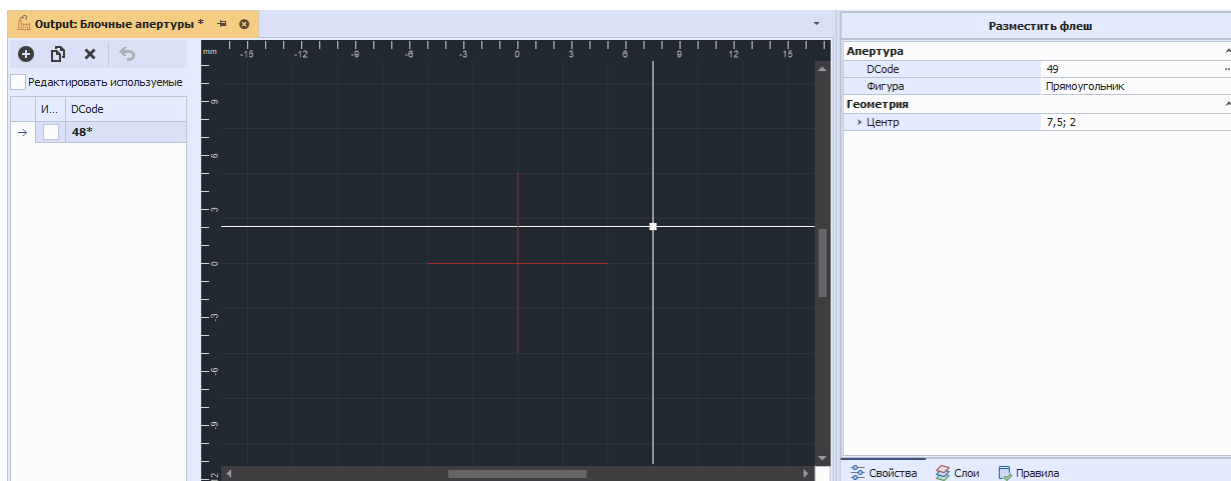 Output: Блочные апертуры *
Разместить флеш
mm
-15 -12 -9 -6 -3 0 3 6 9 12 15
Апертура
Редактировать используемые
DCode 49 ...
Фигура Прямоугольник
9
И... DCode
Геометрия
Центр 7,5; 2
48*
6
3
0
-3
-6
-9
Свойства Слои Правила